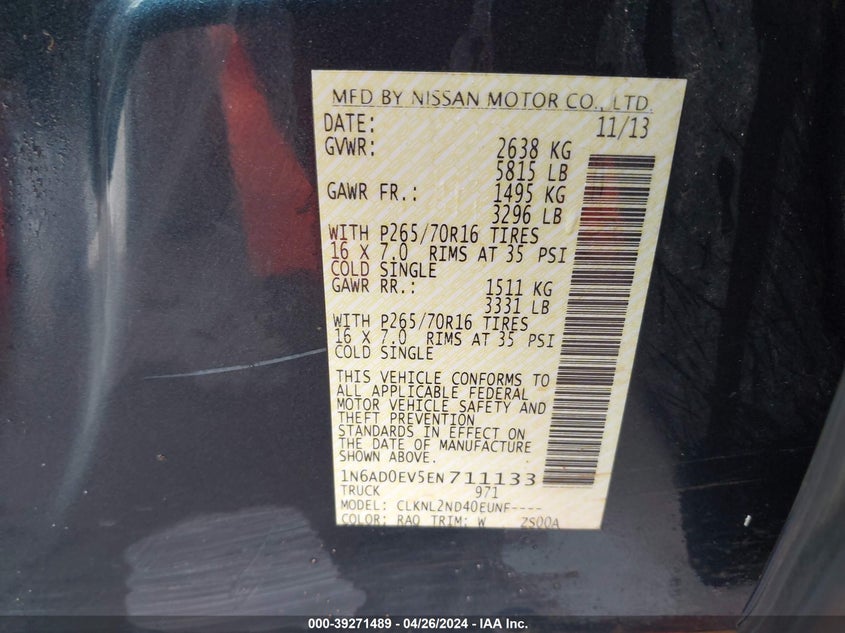 MFD BY NISSAN MOTOR CO., LTD.
DATE: 11/13
GVWR: 2638 KG
5815 LB
GAWR FR.: 1495 KG
3296 LB
WITH P265/70R16 TIRES
16 X 7.0 RIMS AT 35 PSI
COLD SINGLE
GAWR RR.: 1511 KG
3331 LB
WITH P265/70R16 TIRES
16 X 7.0 RIMS AT 35 PSI
COLD SINGLE
THIS VEHICLE CONFORMS TO
ALL APPLICABLE FEDERAL
MOTOR VEHICLE SAFETY AND
THEFT PREVENTION
STANDARDS IN EFFECT ON
THE DATE OF MANUFACTURE
SHOWN ABOVE.
1N6AD0EV5EN711133
TRUCK 971
MODEL: CLKNL2ND40EUNF----
COLOR: RAQ TRIM: W ZS00A
000-39271489 - 04/26/2024 - IAA Inc.